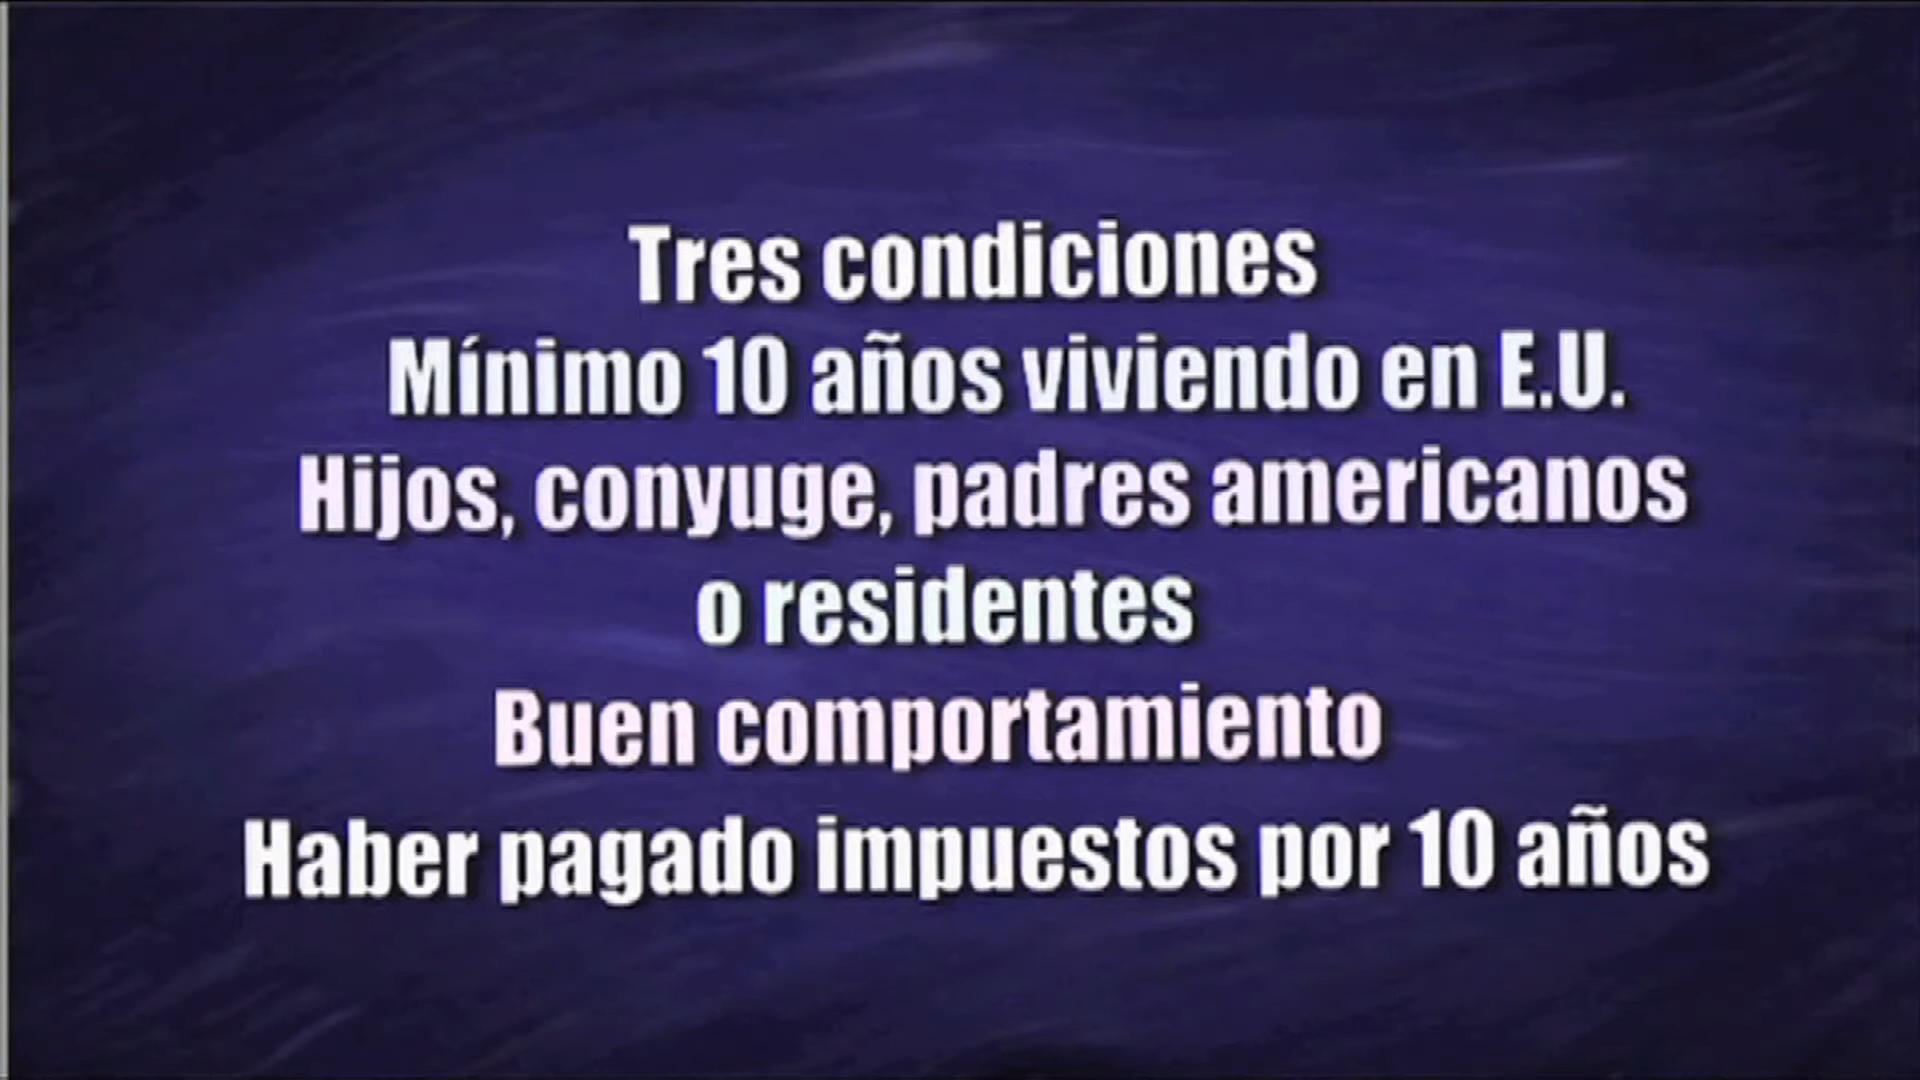 Tres condiciones
Mínimo 10 años viviendo en E.U.
Hijos, conyuge, padres americanos
o residentes
Buen comportamiento
Haber pagado impuestos por 10 años